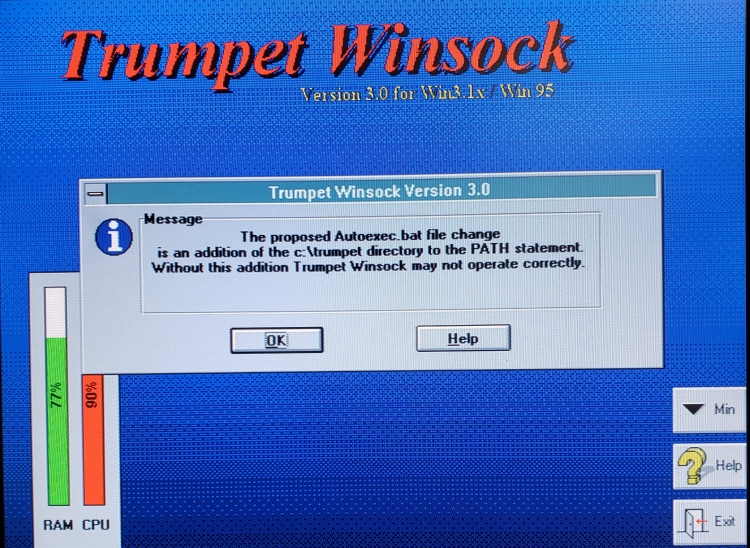 Trumpet Winsock
Version 3.0 for Win3.1x / Win 95
Trumpet Winsock Version 3.0
Message
The proposed Autoexec.bat file change
is an addition of the c:\trumpet directory to the PATH statement.
Without this addition Trumpet Winsock may not operate correctly.
OK
Help
77%
90%
RAM CPU
Min
Help
Exit